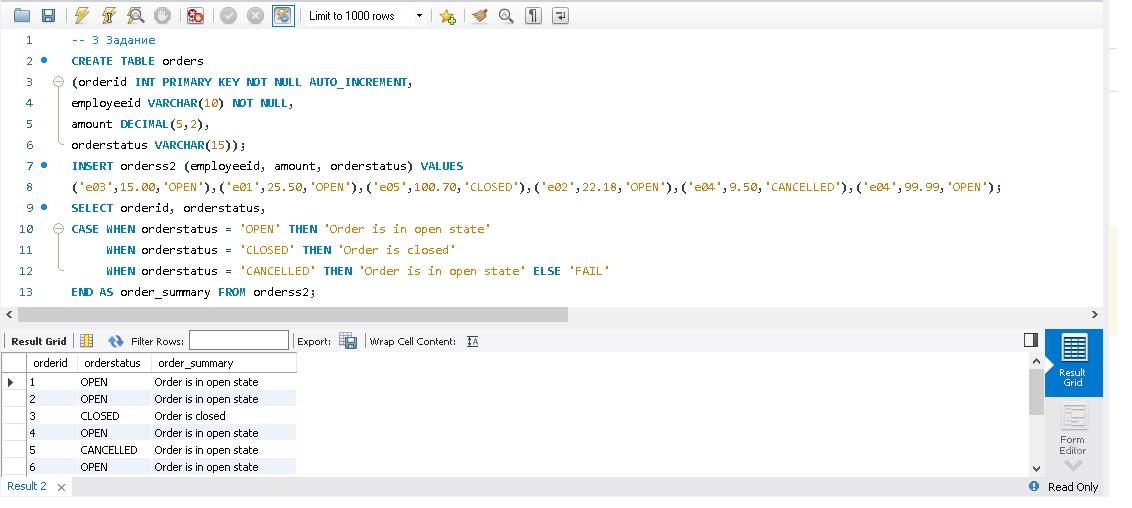 Limit to 1000 rows
1 -- 3 Задание
2 CREATE TABLE orders
3 (orderid INT PRIMARY KEY NOT NULL AUTO_INCREMENT,
4 employeeid VARCHAR(10) NOT NULL,
5 amount DECIMAL(5,2),
6 orderstatus VARCHAR(15));
7 INSERT orderss2 (employeeid, amount, orderstatus) VALUES
8 ('e03',15.00,'OPEN'),('e01',25.50,'OPEN'),('e05',100.70,'CLOSED'),('e02',22.18,'OPEN'),('e04',9.50,'CANCELLED'),('e04',99.99,'OPEN');
9 SELECT orderid, orderstatus,
10 CASE WHEN orderstatus = 'OPEN' THEN 'Order is in open state'
11 WHEN orderstatus = 'CLOSED' THEN 'Order is closed'
12 WHEN orderstatus = 'CANCELLED' THEN 'Order is in open state' ELSE 'FAIL'
13 END AS order_summary FROM orderss2;
Result Grid Filter Rows: Export: Wrap Cell Content:
orderid orderstatus order_summary
1 OPEN Order is in open state
2 OPEN Order is in open state
3 CLOSED Order is closed
4 OPEN Order is in open state
5 CANCELLED Order is in open state
6 OPEN Order is in open state
Result
Grid
Form
Editor
Result 2 Read Only